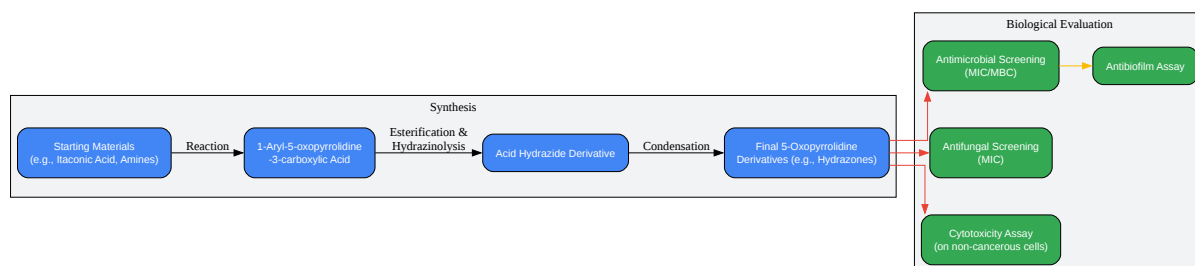 Biological Evaluation
Antimicrobial Screening
(MIC/MBC)
Antibiofilm Assay
Synthesis
Starting Materials
(e.g., Itaconic Acid, Amines)
Reaction
1-Aryl-5-oxopyrrolidine
-3-carboxylic Acid
Esterification &
Hydrazinolysis
Acid Hydrazide Derivative
Condensation
Final 5-Oxopyrrolidine
Derivatives (e.g., Hydrazones)
Antifungal Screening
(MIC)
Cytotoxicity Assay
(on non-cancerous cells)